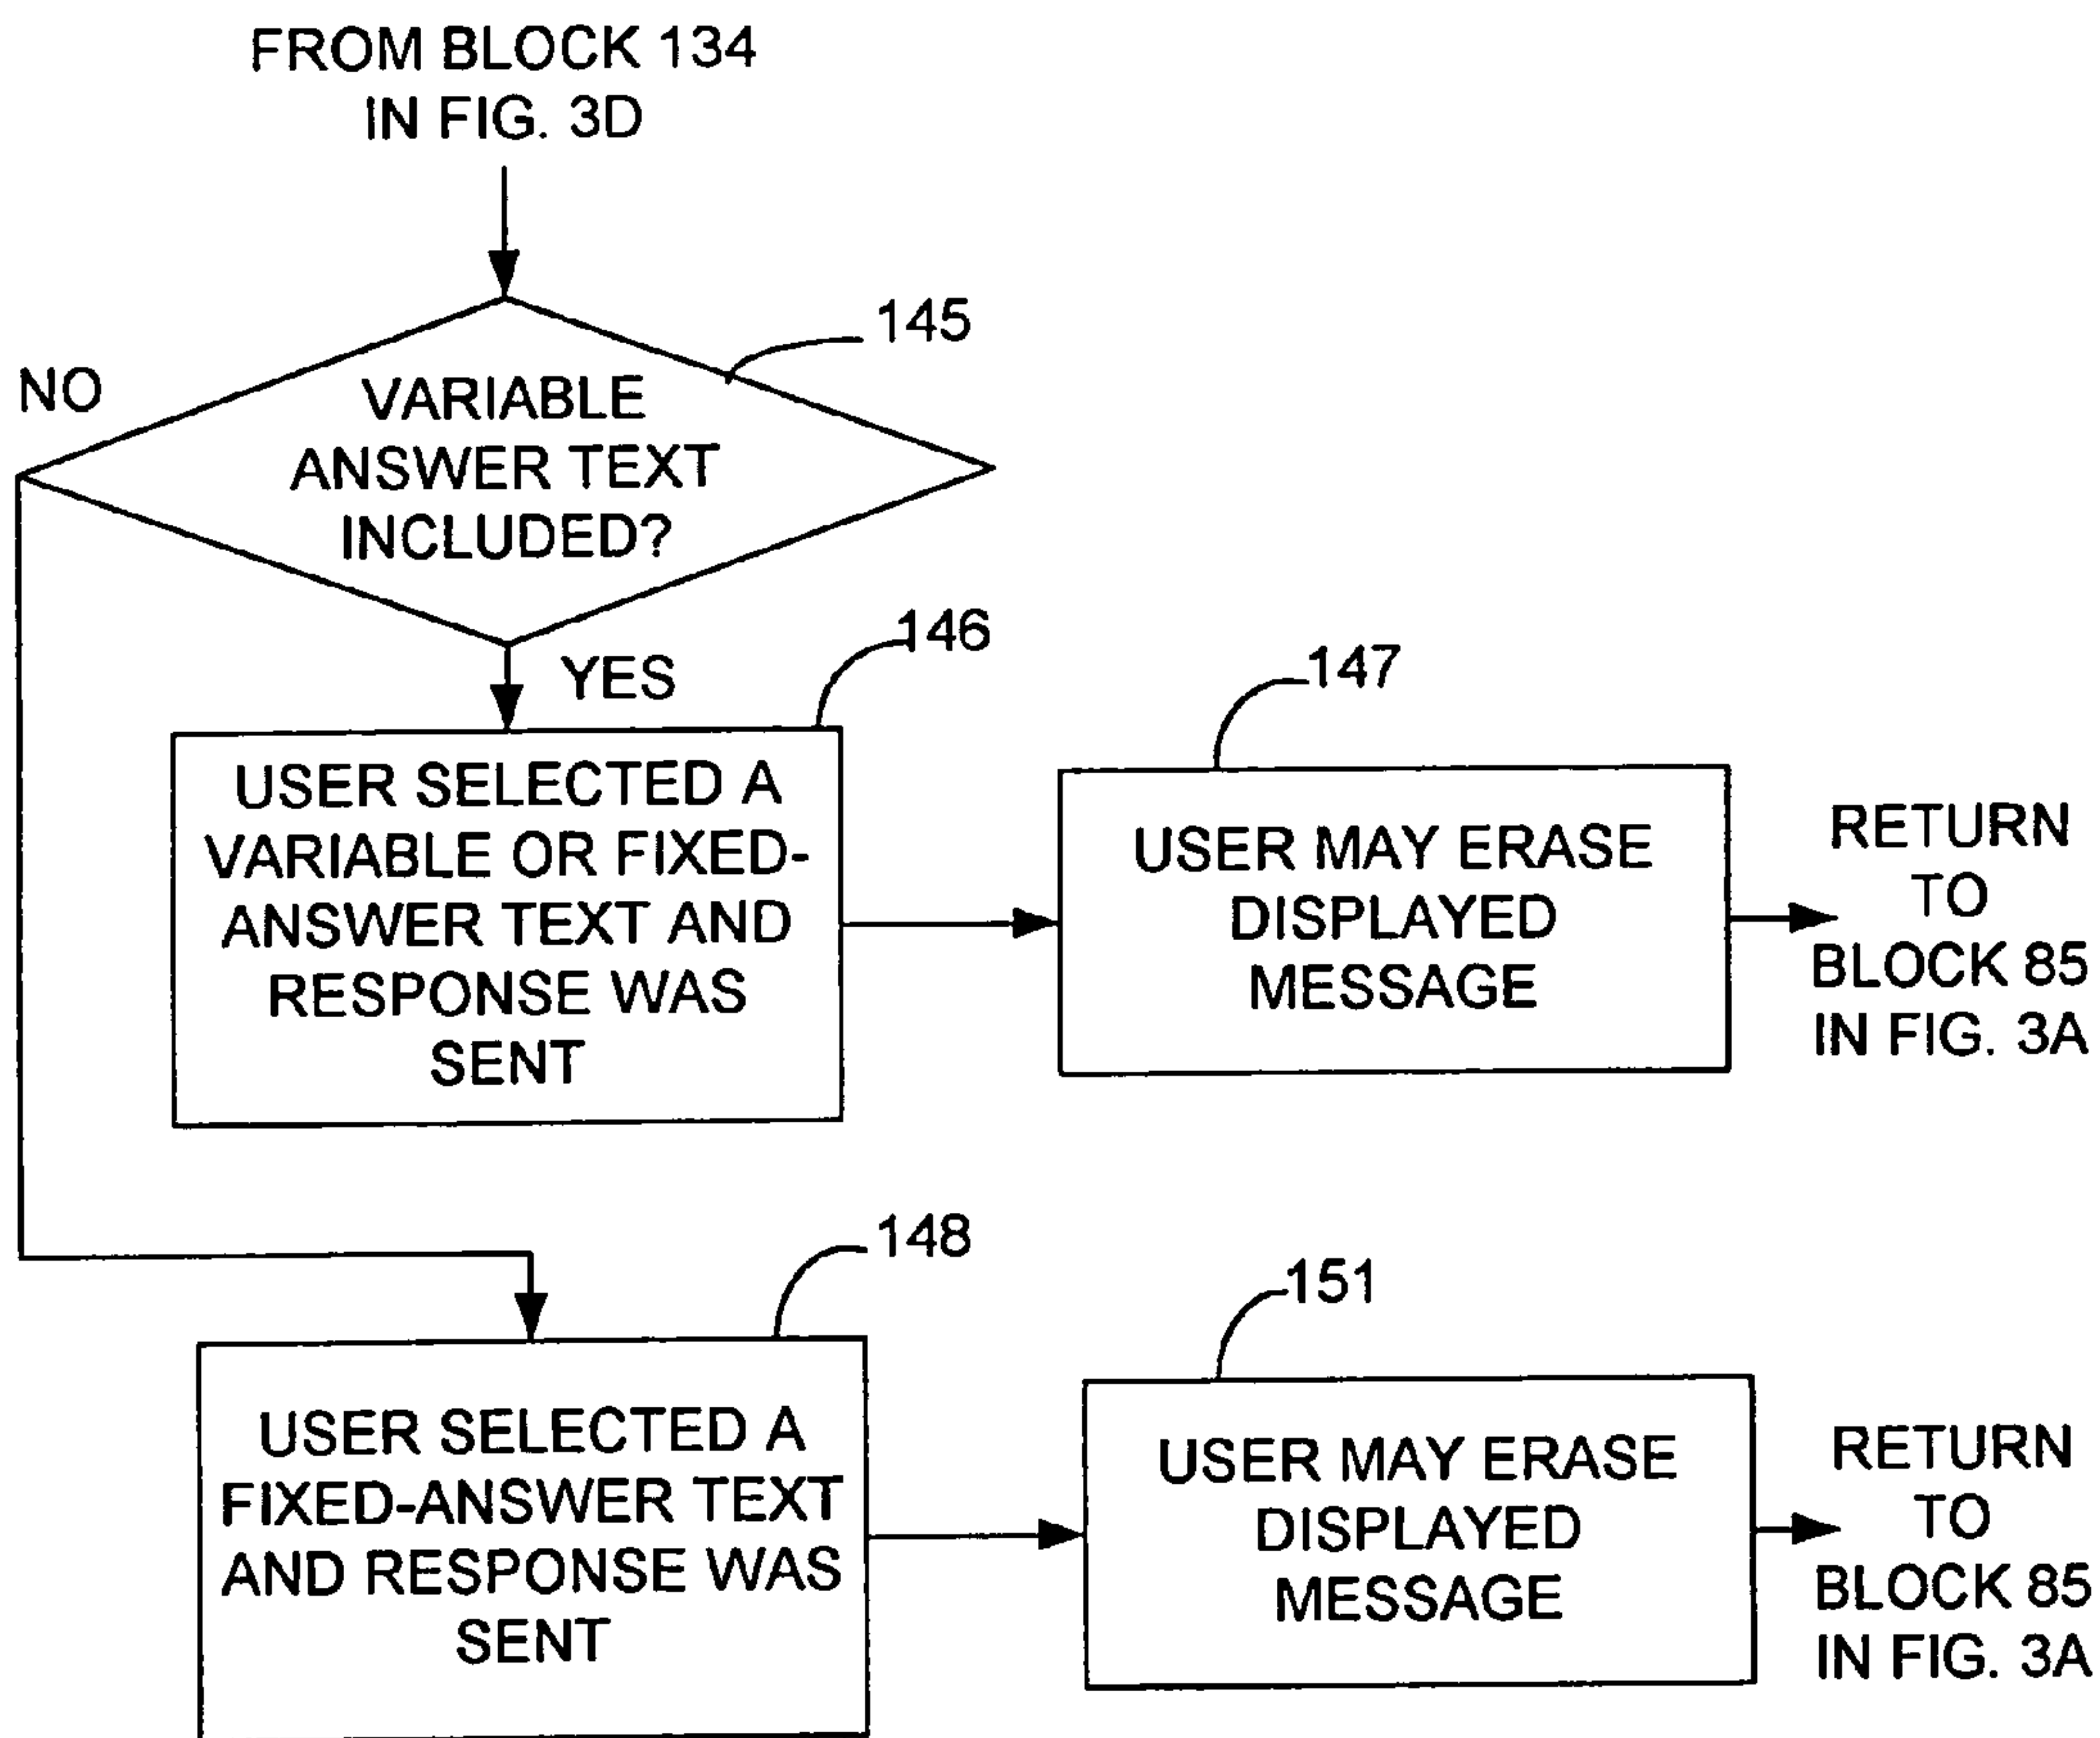 FROM BLOCK 134
IN FIG. 3D
145
NO
VARIABLE
ANSWER TEXT
INCLUDED?
YES
146
USER SELECTED A
VARIABLE OR FIXED-
ANSWER TEXT AND
RESPONSE WAS
SENT
147
USER MAY ERASE
DISPLAYED
MESSAGE
RETURN
TO
BLOCK 85
IN FIG. 3A
148
USER SELECTED A
FIXED-ANSWER TEXT
AND RESPONSE WAS
SENT
151
USER MAY ERASE
DISPLAYED
MESSAGE
RETURN
TO
BLOCK 85
IN FIG. 3A